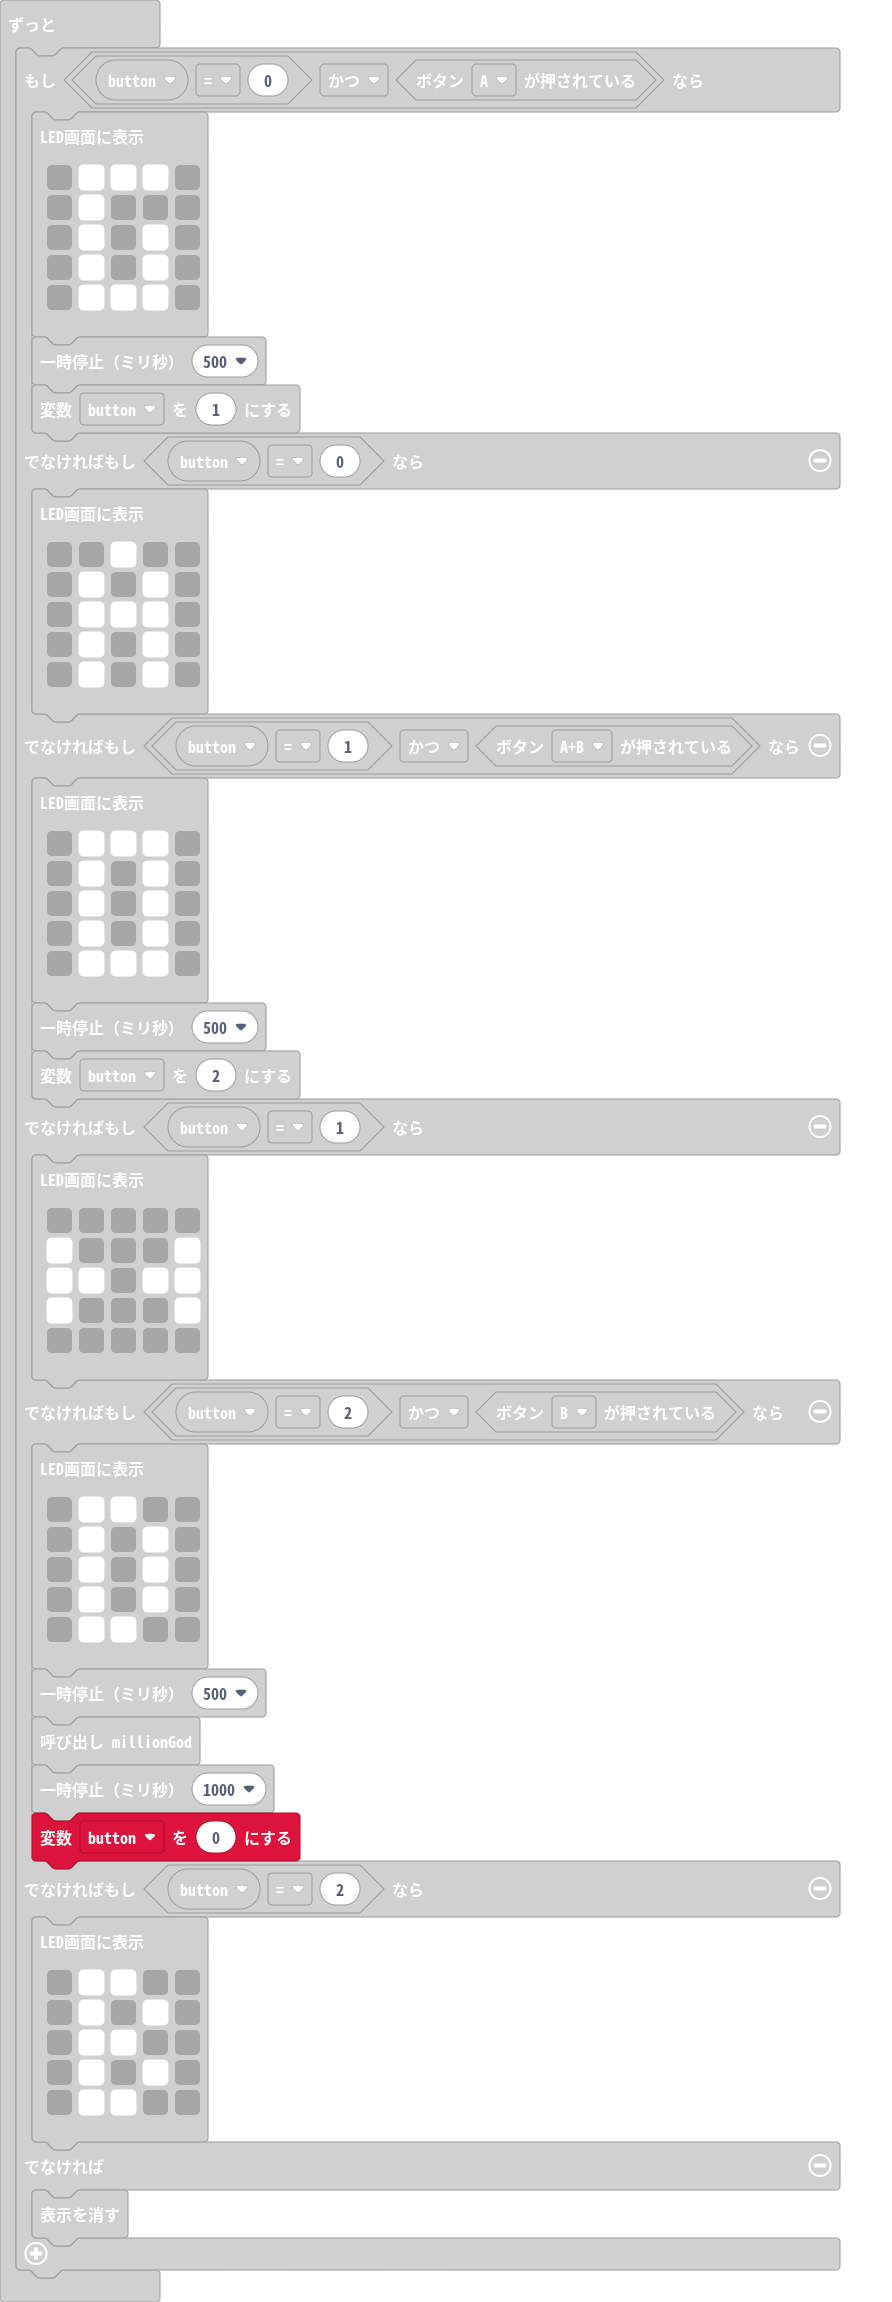 ずっと
もし button = 0 かつ ボタン A が押されている なら
LED画面に表示
一時停止（ミリ秒） 500
変数 button を 1 にする
でなければもし button = 0 なら
LED画面に表示
でなければもし button = 1 かつ ボタン A+B が押されている なら
LED画面に表示
一時停止（ミリ秒） 500
変数 button を 2 にする
でなければもし button = 1 なら
LED画面に表示
でなければもし button = 2 かつ ボタン B が押されている なら
LED画面に表示
一時停止（ミリ秒） 500
呼び出し millionGod
一時停止（ミリ秒） 1000
変数 button を 0 にする
でなければもし button = 2 なら
LED画面に表示
でなければ
表示を消す